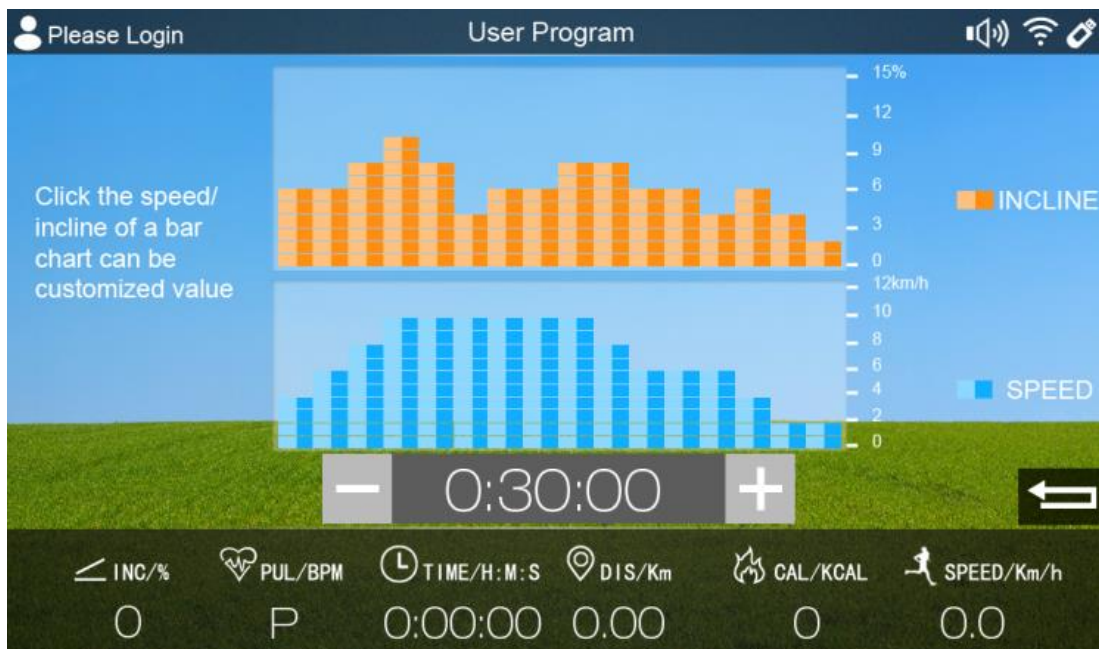 Please Login
User Program
Click the speed/
incline of a bar
chart can be
customized value
15%
12
9
6
3
0
INCLINE
12km/h
10
8
6
4
2
0
SPEED
0:30:00
INC/%
PUL/BPM
TIME/H:M:S
DIS/Km
CAL/KCAL
SPEED/Km/h
0
P
0:00:00
0.00
0
0.0